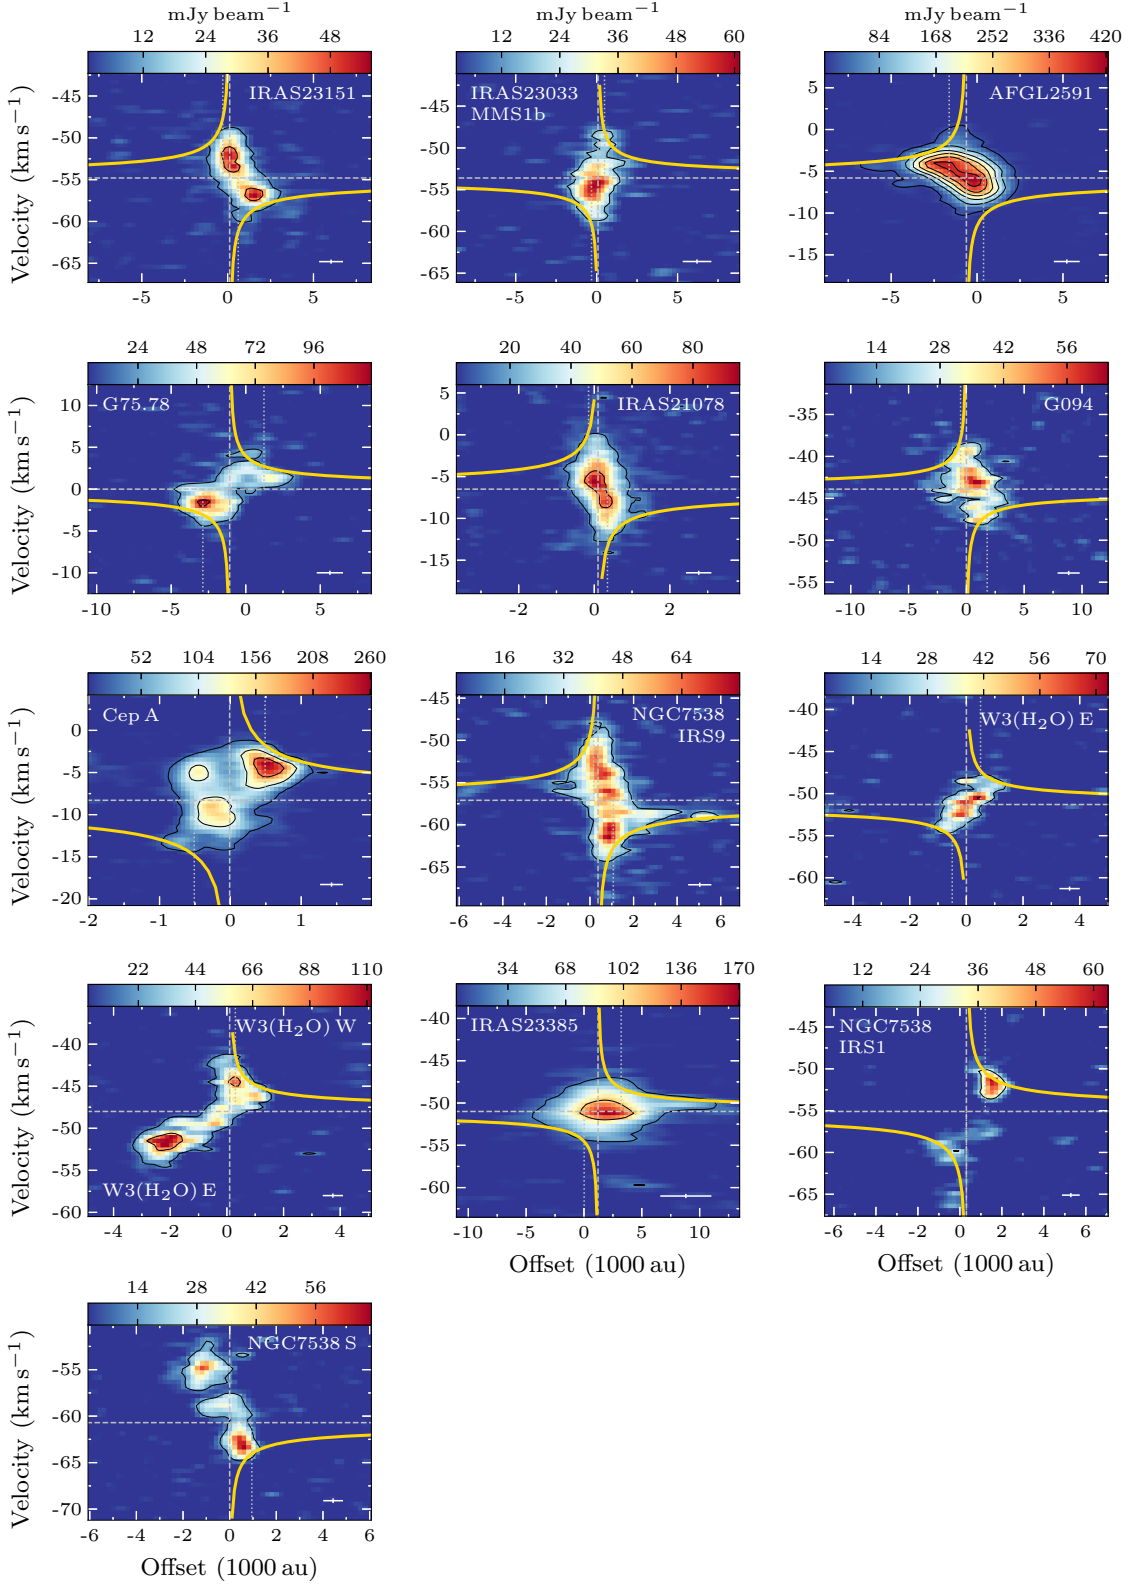 mJy beam⁻¹ mJy beam⁻¹ mJy beam⁻¹
12 24 36 48 12 24 36 48 60 84 168 252 336 420
IRAS23151 IRAS23033 AFGL2591
MMS1b
Velocity (km s⁻¹)
-45 -50 -55 -60 -65
-45 -50 -55 -60 -65
0 -5 -10 -15
-5 0 5 -5 0 5 -5 0 5
24 48 72 96 20 40 60 80 14 28 42 56
G75.78 IRAS21078 G094
Velocity (km s⁻¹)
10 5 0 -5 -10
5 0 -5 -10 -15
-35 -40 -45 -50 -55
-10 -5 0 5 -2 0 2 -10 -5 0 5 10
52 104 156 208 260 16 32 48 64 14 28 42 56 70
Cep A NGC7538 W3(H₂O) E
IRS9
Velocity (km s⁻¹)
0 -5 -10 -15 -20
-45 -50 -55 -60 -65
-40 -45 -50 -55 -60
-2 -1 0 1 -6 -4 -2 0 2 4 6 -4 -2 0 2 4
22 44 66 88 110 34 68 102 136 170 12 24 36 48 60
W3(H₂O) W IRAS23385 NGC7538
IRS1
W3(H₂O) E
Velocity (km s⁻¹)
-40 -45 -50 -55 -60
-40 -45 -50 -55 -60
-45 -50 -55 -60 -65
-4 -2 0 2 4 -10 -5 0 5 10 -6 -4 -2 0 2 4 6
Offset (1000 au) Offset (1000 au)
14 28 42 56
NGC7538 S
Velocity (km s⁻¹)
-55 -60 -65 -70
-6 -4 -2 0 2 4 6
Offset (1000 au)